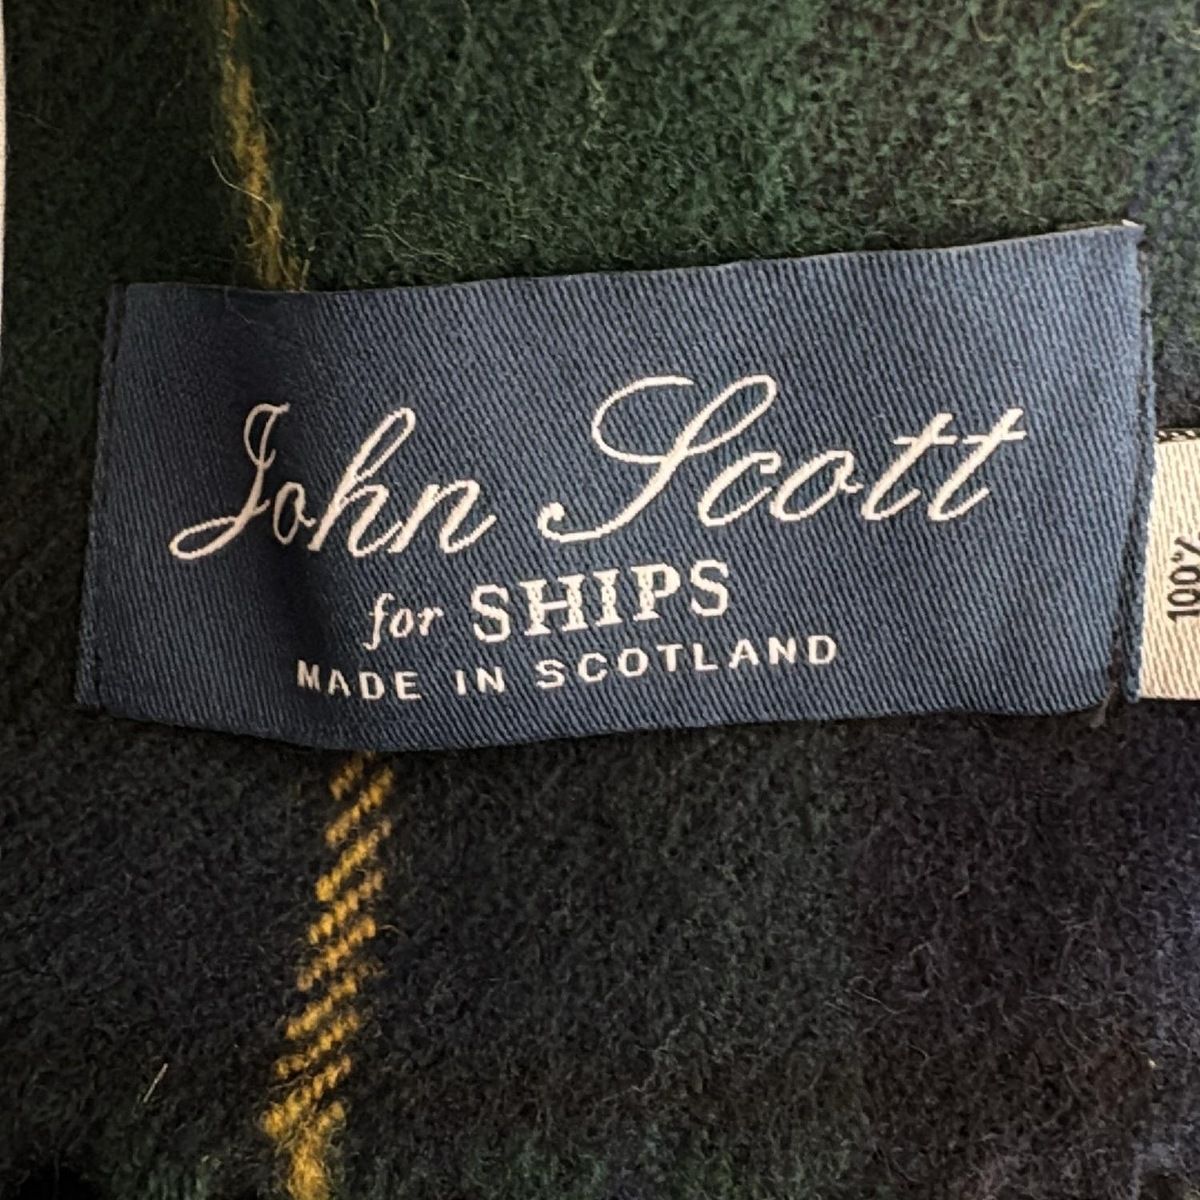 John Scott
for SHIPS
MADE IN SCOTLAND
100%